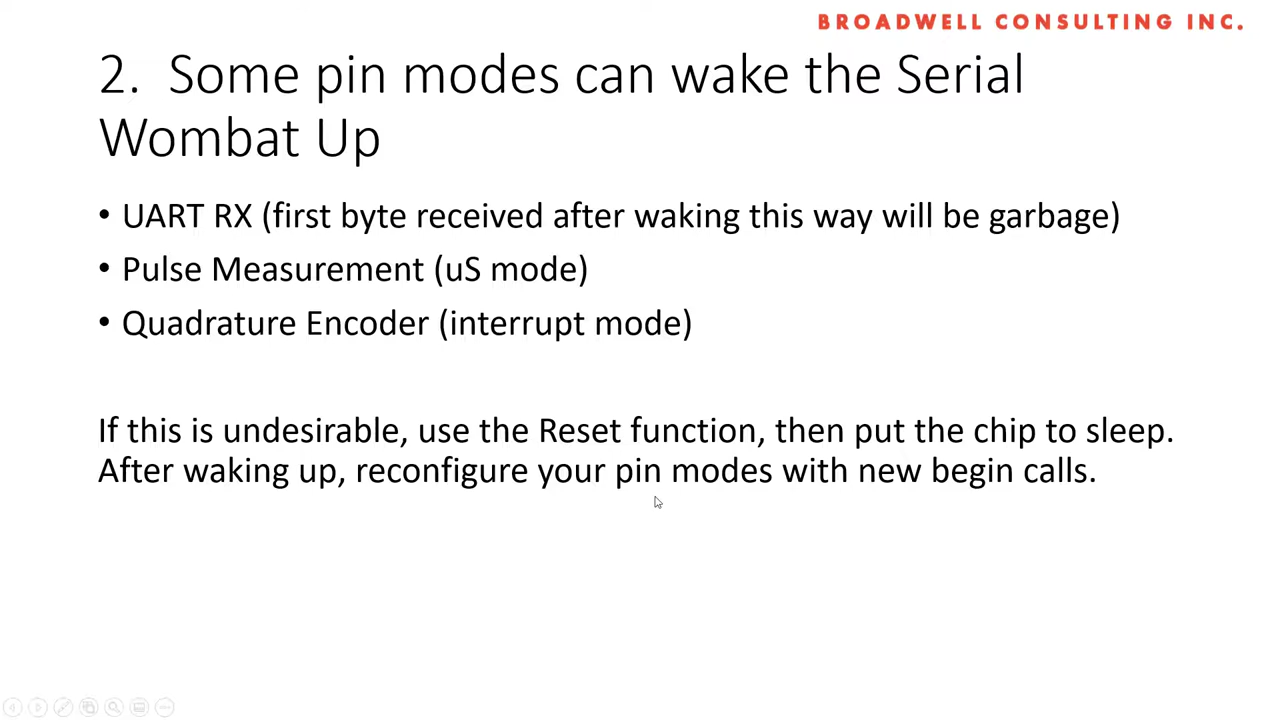 BROADWELL CONSULTING INC.
2. Some pin modes can wake the Serial
Wombat Up
• UART RX (first byte received after waking this way will be garbage)
• Pulse Measurement (uS mode)
• Quadrature Encoder (interrupt mode)
If this is undesirable, use the Reset function, then put the chip to sleep.
After waking up, reconfigure your pin modes with new begin calls.